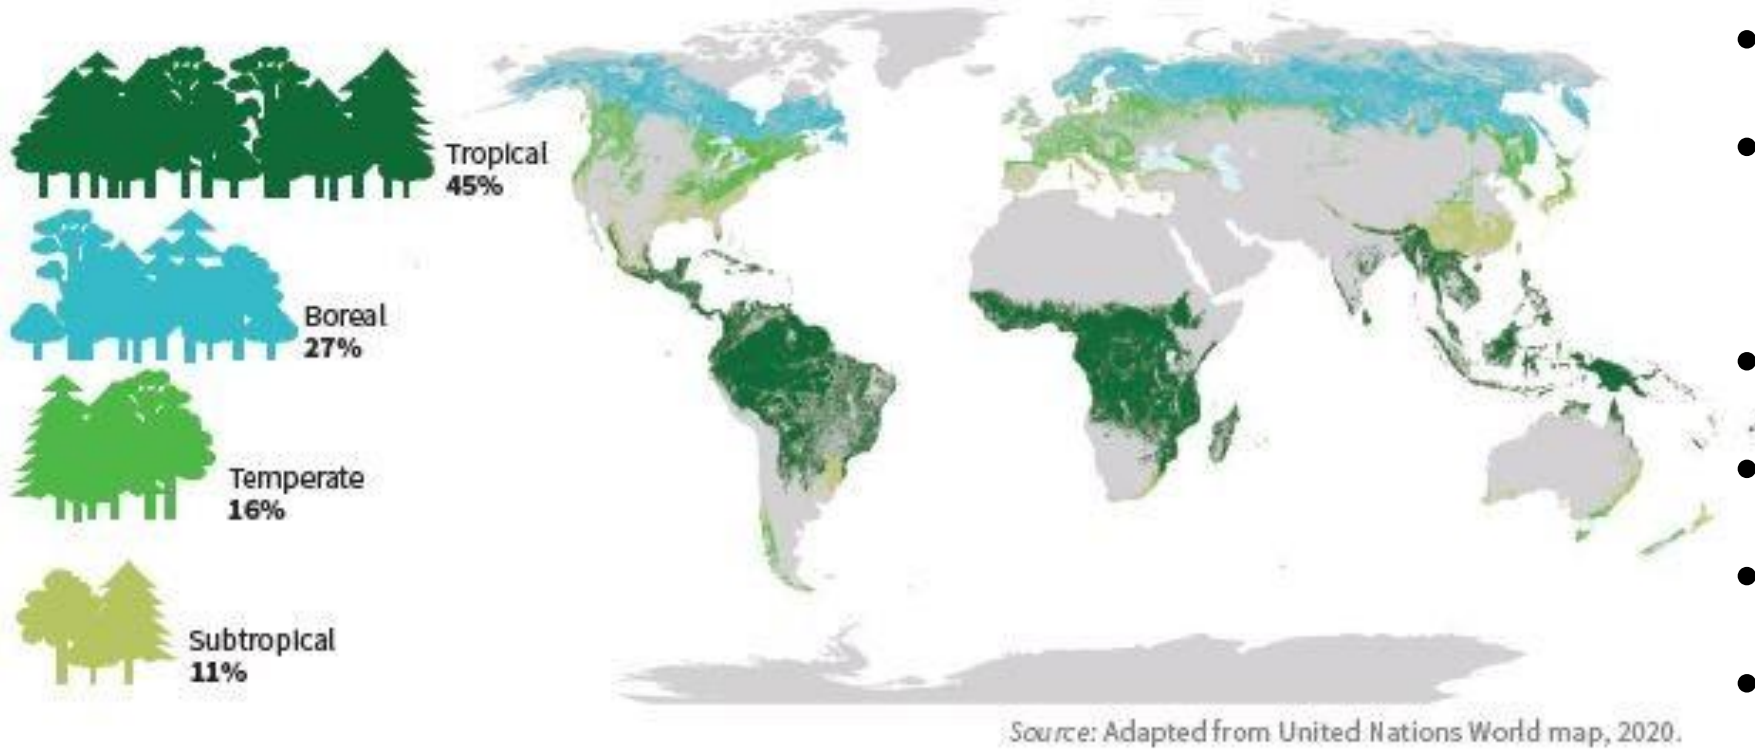 Tropical
45%
Boreal
27%
Temperate
16%
Subtropical
11%
Source: Adapted from United Nations World map, 2020.